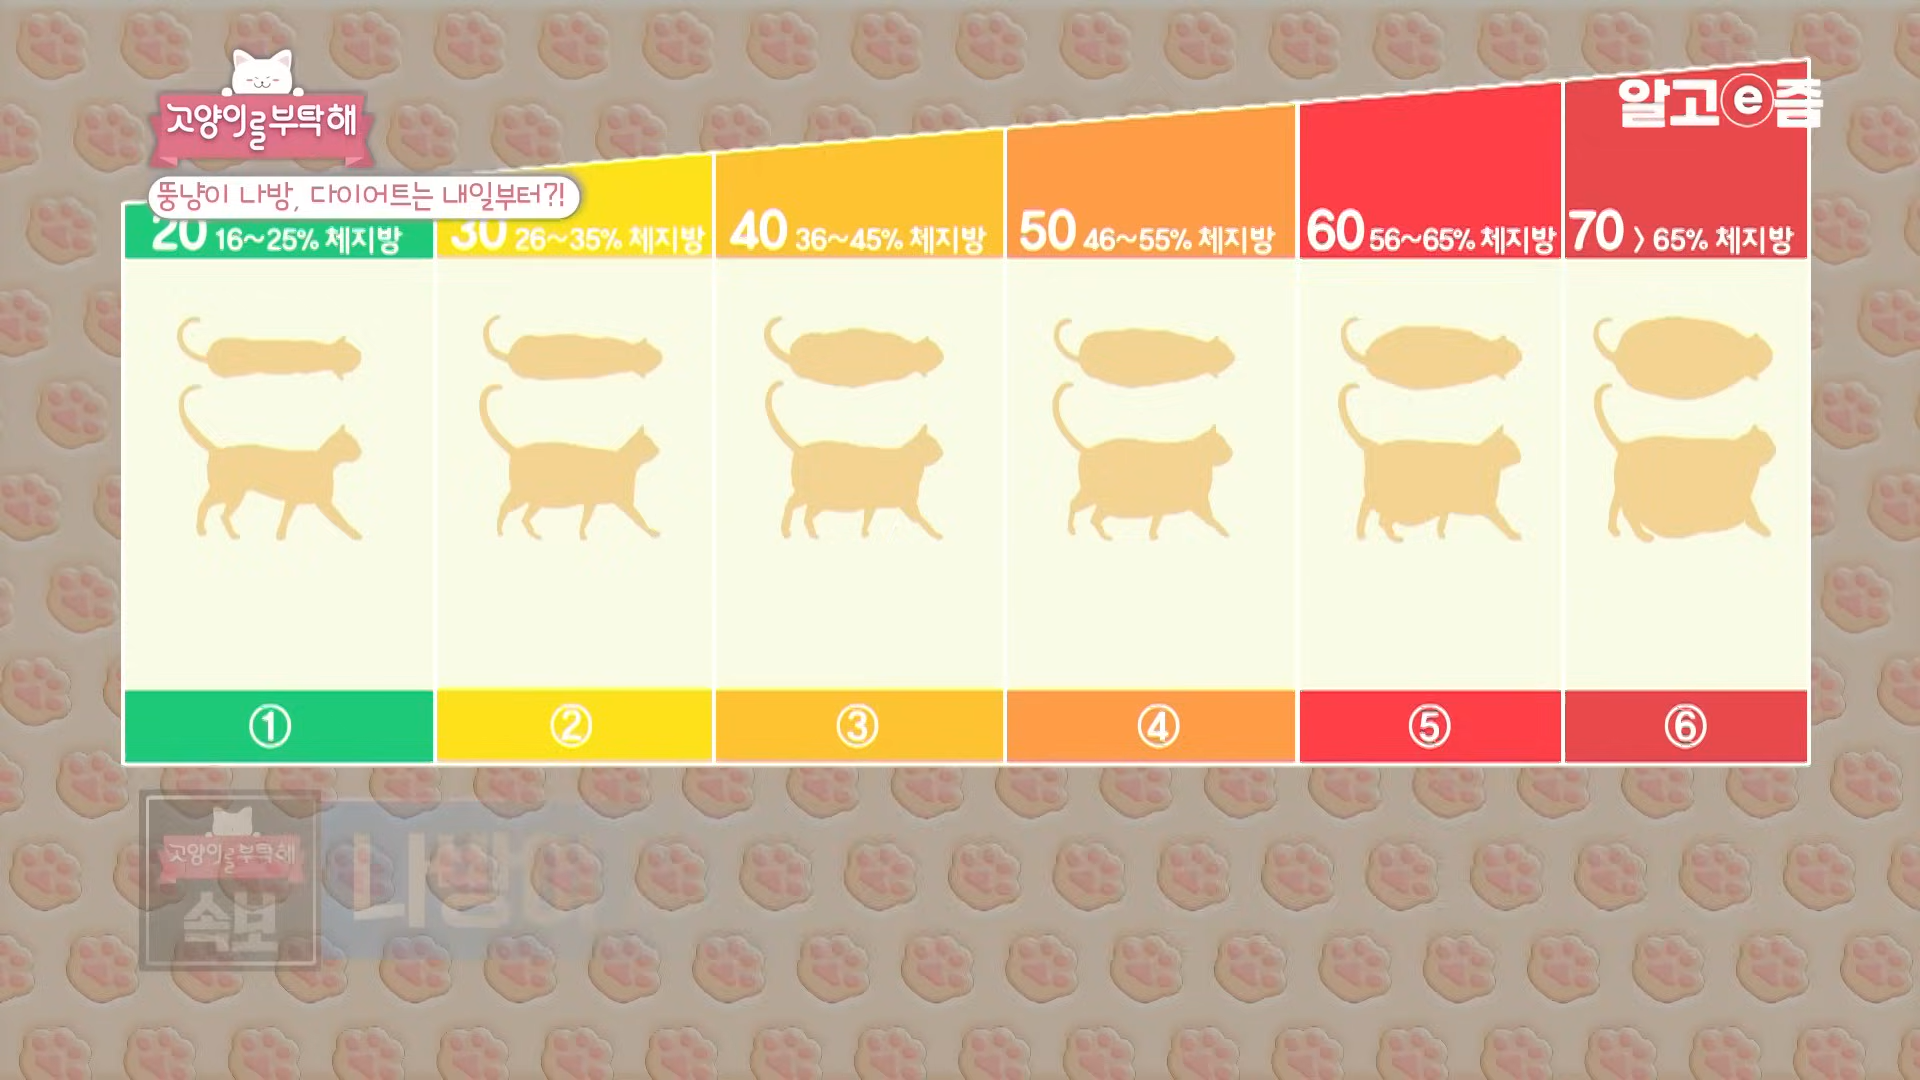 고양이를부탁해
뚱냥이 나방, 다이어트는 내일부터?!
알고e즘
20 16~25% 체지방
30 26~35% 체지방
40 36~45% 체지방
50 46~55% 체지방
60 56~65% 체지방
70 > 65% 체지방
①
②
③
④
⑤
⑥
고양이를부탁해
속보